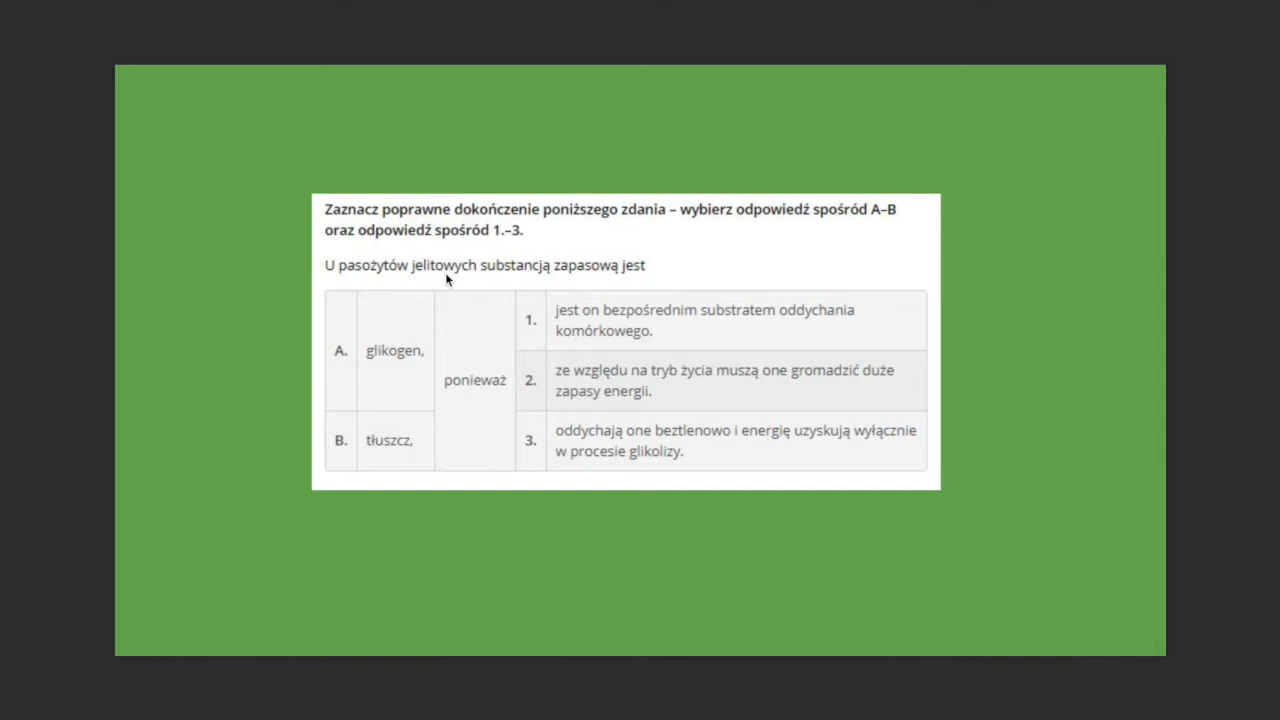 Zaznacz poprawne dokończenie poniższego zdania – wybierz odpowiedź spośród A–B
oraz odpowiedź spośród 1.–3.
U pasożytów jelitowych substancją zapasową jest
A. glikogen,
B. tłuszcz,
ponieważ
1. jest on bezpośrednim substratem oddychania
komórkowego.
2. ze względu na tryb życia muszą one gromadzić duże
zapasy energii.
3. oddychają one beztlenowo i energię uzyskują wyłącznie
w procesie glikolizy.